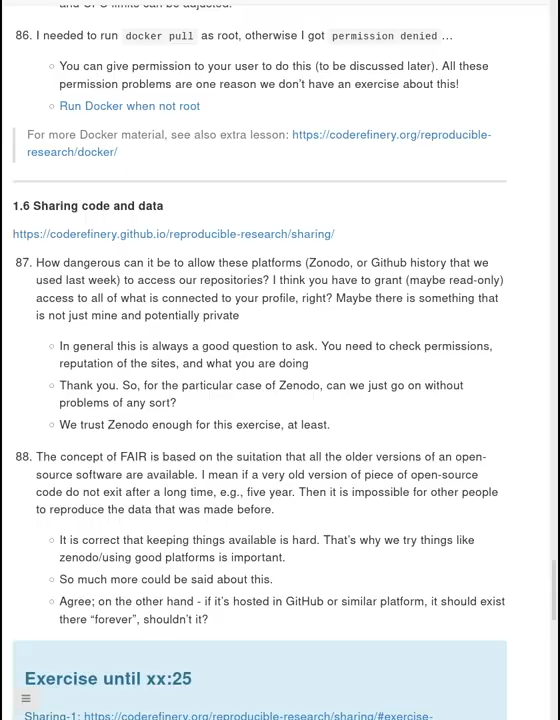 and CPU limits can be adjusted.
86. I needed to run docker pull as root, otherwise I got permission denied ...
○ You can give permission to your user to do this (to be discussed later). All these
permission problems are one reason we don't have an exercise about this!
○ Run Docker when not root
For more Docker material, see also extra lesson: https://coderefinery.org/reproducible-
research/docker/
1.6 Sharing code and data
https://coderefinery.github.io/reproducible-research/sharing/
87. How dangerous can it be to allow these platforms (Zonodo, or Github history that we
used last week) to access our repositories? I think you have to grant (maybe read-only)
access to all of what is connected to your profile, right? Maybe there is something that
is not just mine and potentially private
○ In general this is always a good question to ask. You need to check permissions,
reputation of the sites, and what you are doing
○ Thank you. So, for the particular case of Zenodo, can we just go on without
problems of any sort?
○ We trust Zenodo enough for this exercise, at least.
88. The concept of FAIR is based on the suitation that all the older versions of an open-
source software are available. I mean if a very old version of piece of open-source
code do not exit after a long time, e.g., five year. Then it is impossible for other people
to reproduce the data that was made before.
○ It is correct that keeping things available is hard. That's why we try things like
zenodo/using good platforms is important.
○ So much more could be said about this.
○ Agree; on the other hand - if it's hosted in GitHub or similar platform, it should exist
there “forever”, shouldn't it?
Exercise until xx:25
Sharing-1: https://coderefinery.org/reproducible-research/sharing/#exercise-